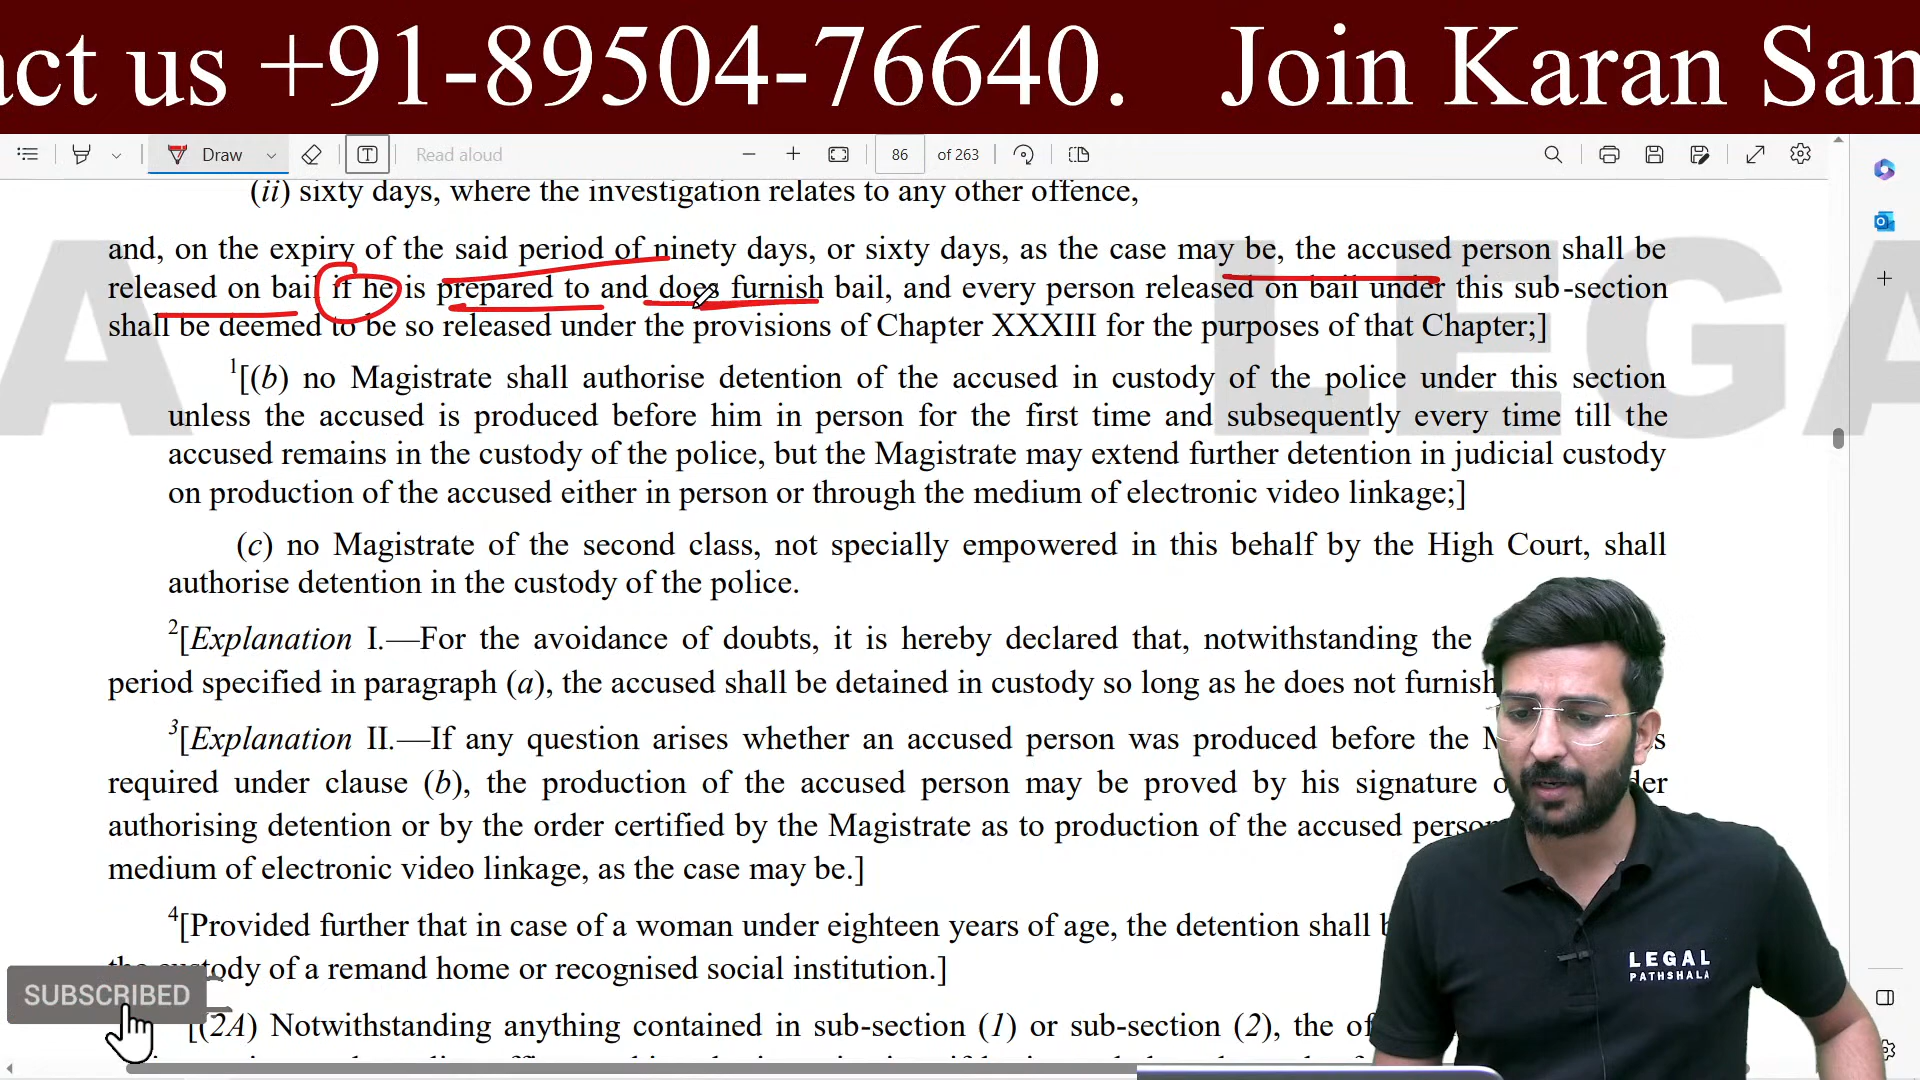 act us +91-89504-76640. Join Karan San
Draw
Read aloud
86
of 263
(ii) sixty days, where the investigation relates to any other offence,
and, on the expiry of the said period of ninety days, or sixty days, as the case may be, the accused person shall be
released on bail if he is prepared to and does furnish bail, and every person released on bail under this sub-section
shall be deemed to be so released under the provisions of Chapter XXXIII for the purposes of that Chapter;]
1[(b) no Magistrate shall authorise detention of the accused in custody of the police under this section
unless the accused is produced before him in person for the first time and subsequently every time till the
accused remains in the custody of the police, but the Magistrate may extend further detention in judicial custody
on production of the accused either in person or through the medium of electronic video linkage;]
(c) no Magistrate of the second class, not specially empowered in this behalf by the High Court, shall
authorise detention in the custody of the police.
2[Explanation I.—For the avoidance of doubts, it is hereby declared that, notwithstanding the
period specified in paragraph (a), the accused shall be detained in custody so long as he does not furnish
3[Explanation II.—If any question arises whether an accused person was produced before the M s
required under clause (b), the production of the accused person may be proved by his signature o der
authorising detention or by the order certified by the Magistrate as to production of the accused person
medium of electronic video linkage, as the case may be.]
4[Provided further that in case of a woman under eighteen years of age, the detention shall b
the custody of a remand home or recognised social institution.]
[(2A) Notwithstanding anything contained in sub-section (1) or sub-section (2), the of
A LEGA
SUBSCRIBED
LEGAL
PATHSHALA